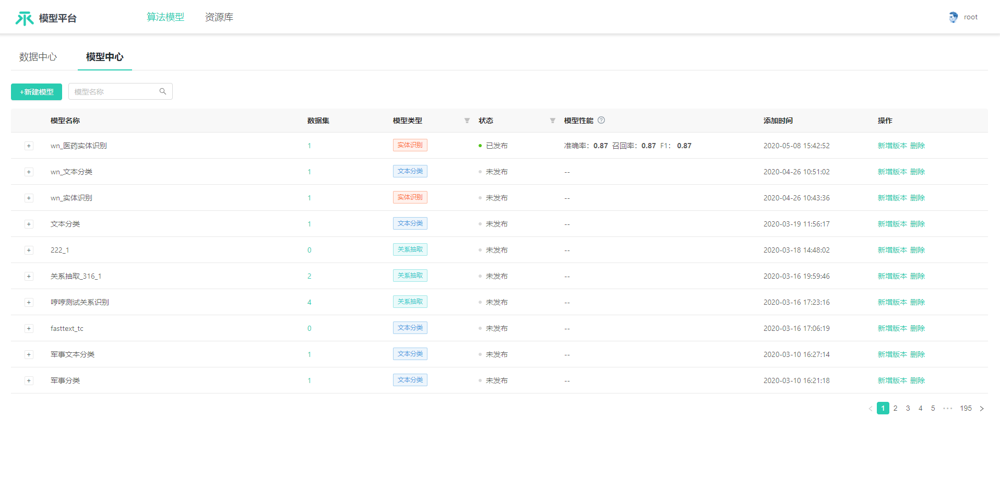 模型平台 算法模型 资源库 root
数据中心 模型中心
+新建模型 模型名称
模型名称 数据集 模型类型 状态 模型性能 添加时间 操作
wn_医药实体识别 1 实体识别 已发布 准确率: 0.87 召回率: 0.87 F1: 0.87 2020-05-08 15:42:52 新增版本 删除
wn_文本分类 1 文本分类 未发布 -- 2020-04-26 10:51:02 新增版本 删除
wn_实体识别 1 实体识别 未发布 -- 2020-04-26 10:43:36 新增版本 删除
文本分类 1 文本分类 未发布 -- 2020-03-19 11:56:17 新增版本 删除
222_1 0 关系抽取 未发布 -- 2020-03-18 14:48:02 新增版本 删除
关系抽取_316_1 2 关系抽取 未发布 -- 2020-03-16 19:59:46 新增版本 删除
哼哼测试关系识别 4 关系抽取 未发布 -- 2020-03-16 17:23:16 新增版本 删除
fasttext_tc 0 文本分类 未发布 -- 2020-03-16 17:06:19 新增版本 删除
军事文本分类 1 文本分类 未发布 -- 2020-03-10 16:27:14 新增版本 删除
军事分类 1 文本分类 未发布 -- 2020-03-10 16:21:18 新增版本 删除
< 1 2 3 4 5 ••• 195 >